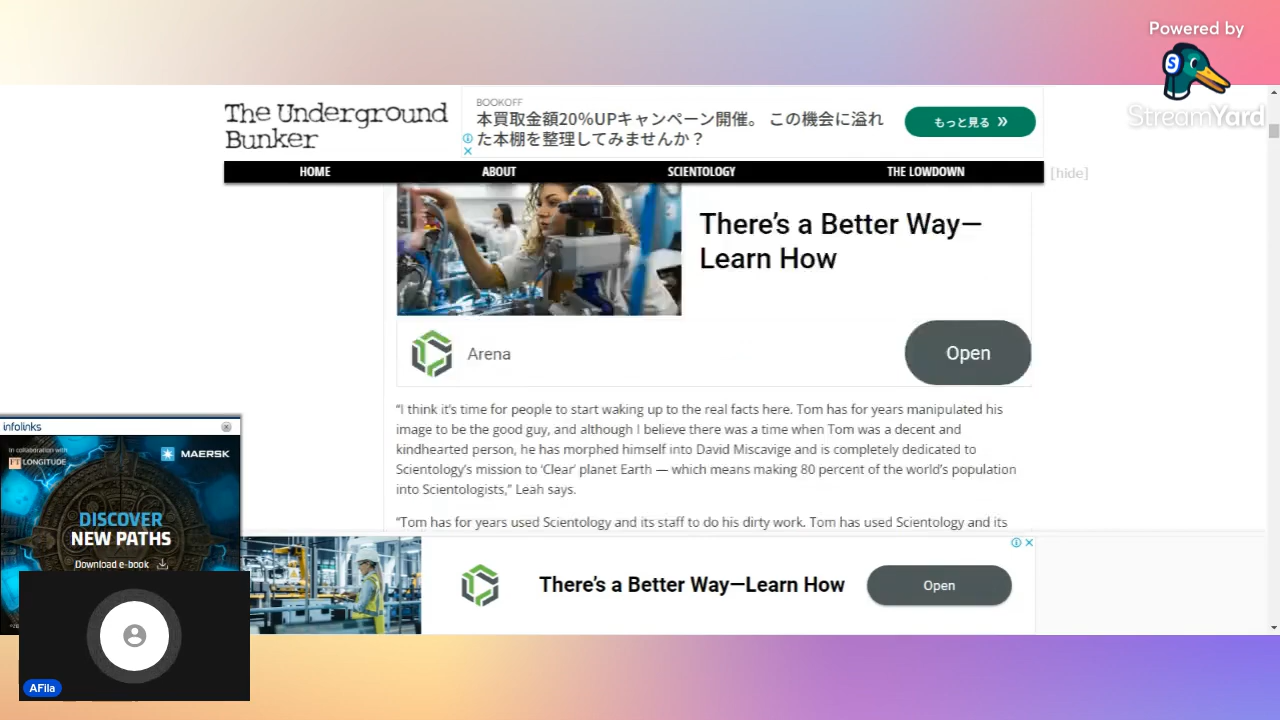 Powered by
StreamYard
The Underground
Bunker
BOOKOFF
本買取金額20%UPキャンペーン開催。 この機会に溢れ
た本棚を整理してみませんか？
もっと見る »
HOME
ABOUT
SCIENTOLOGY
THE LOWDOWN
[hide]
There's a Better Way—
Learn How
Arena
Open
“I think it’s time for people to start waking up to the real facts here. Tom has for years manipulated his
image to be the good guy, and although I believe there was a time when Tom was a decent and
kindhearted person, he has morphed himself into David Miscavige and is completely dedicated to
Scientology’s mission to ‘Clear’ planet Earth — which means making 80 percent of the world’s population
into Scientologists,” Leah says.
“Tom has for years used Scientology and its staff to do his dirty work. Tom has used Scientology and its
infolinks
In collaboration with
FT LONGITUDE
MAERSK
DISCOVER
NEW PATHS
Download e-book
There's a Better Way—Learn How
Open
AFila